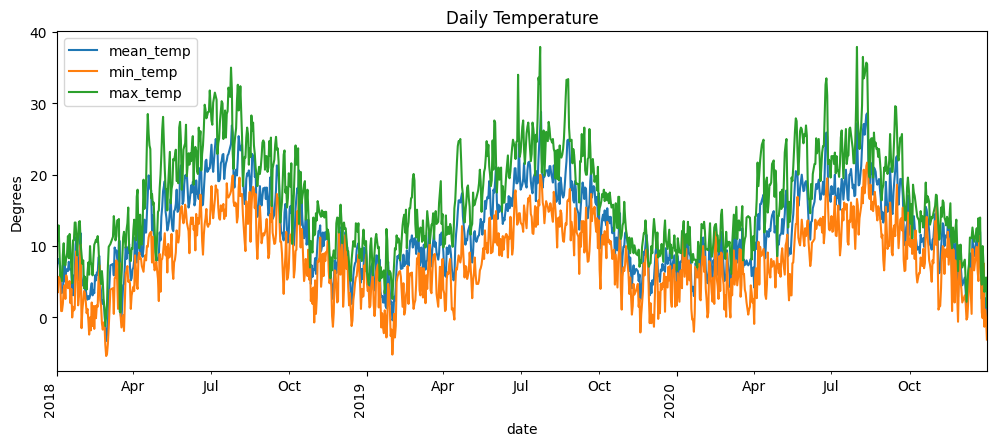 Daily Temperature
40
30
20
10
0
Degrees
mean_temp
min_temp
max_temp
2018
Apr
Jul
Oct
2019
Apr
Jul
Oct
2020
Apr
Jul
Oct
date